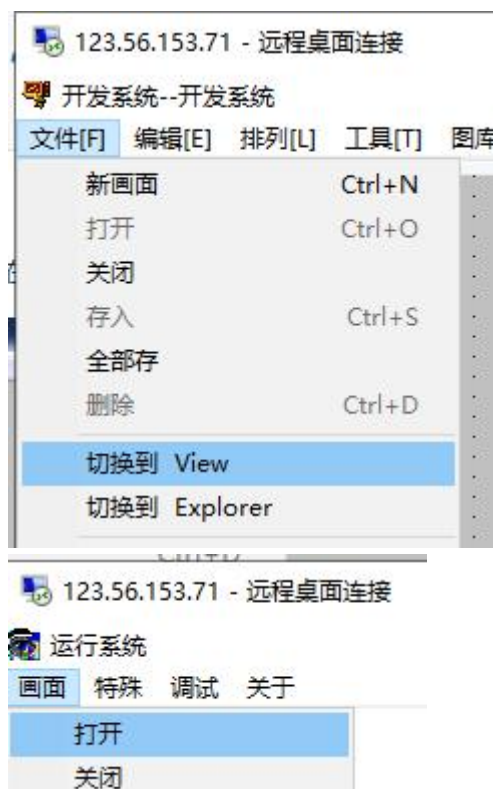 123.56.153.71 - 远程桌面连接
开发系统--开发系统
文件[F] 编辑[E] 排列[L] 工具[T] 图库
新画面 Ctrl+N
打开 Ctrl+O
关闭
存入 Ctrl+S
全部存
删除 Ctrl+D
切换到 View
切换到 Explorer
123.56.153.71 - 远程桌面连接
运行系统
画面 特殊 调试 关于
打开
关闭